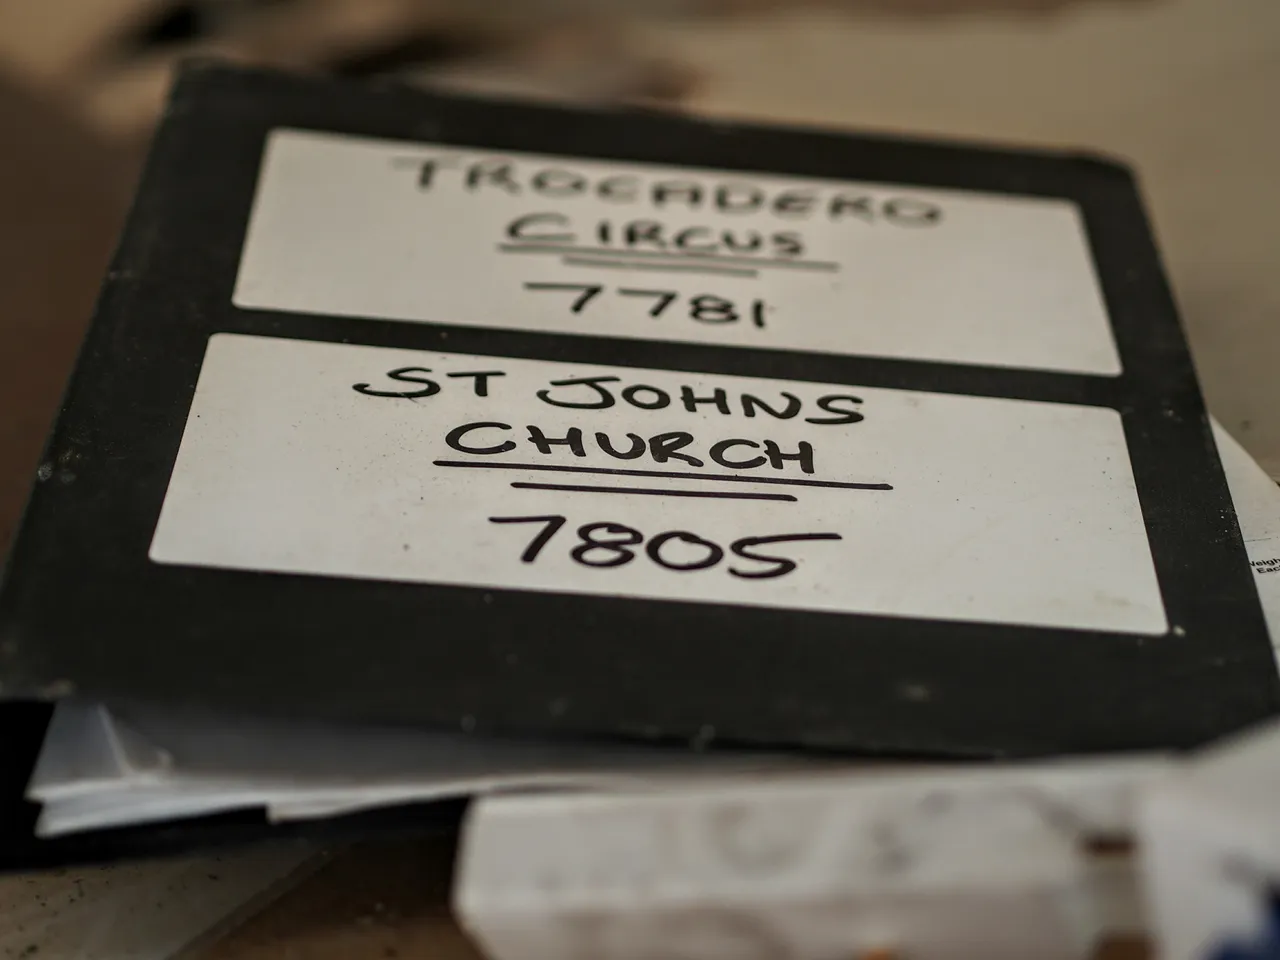 TROCADERO
CIRCUS
7781
ST JOHNS
CHURCH
7805